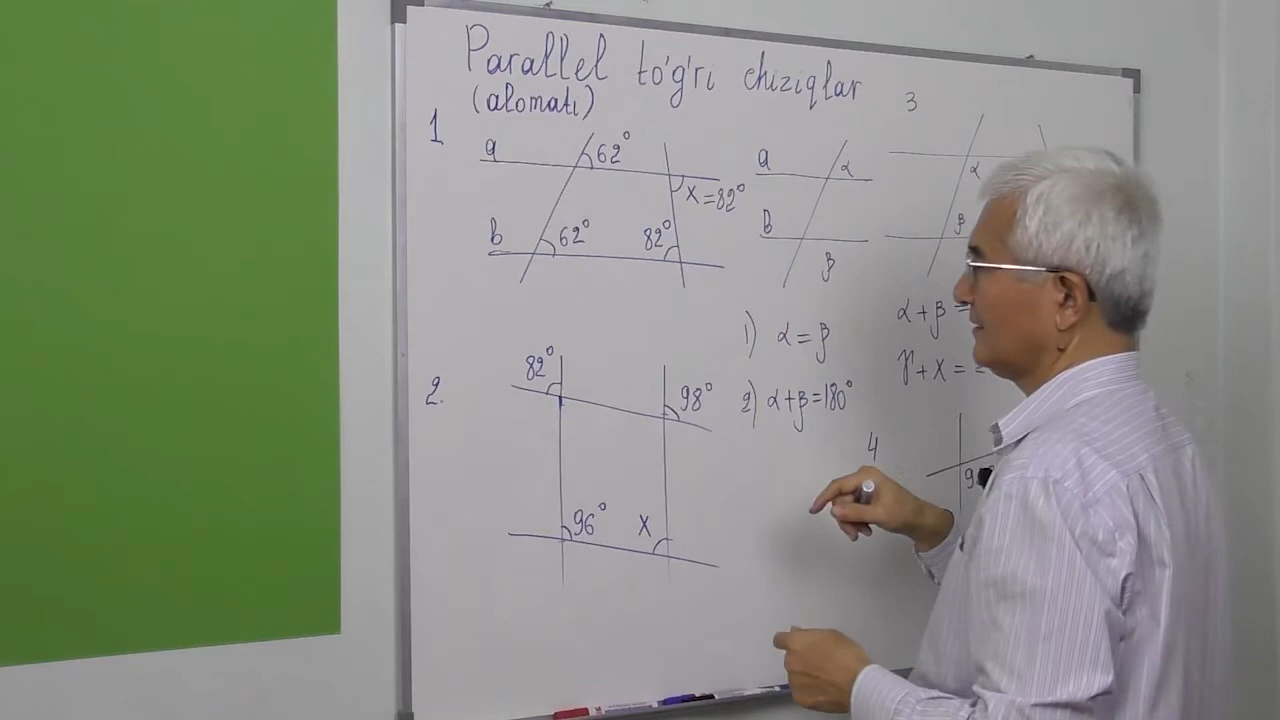 Parallel to'g'ri chiziqlar
(alomati)
1
a
62°
x=82°
b
62°
82°
a
α
b
β
1) α = β
2) α+β=180°
2.
82°
98°
96°
x
3
α
β
α+β =
γ+x =
4